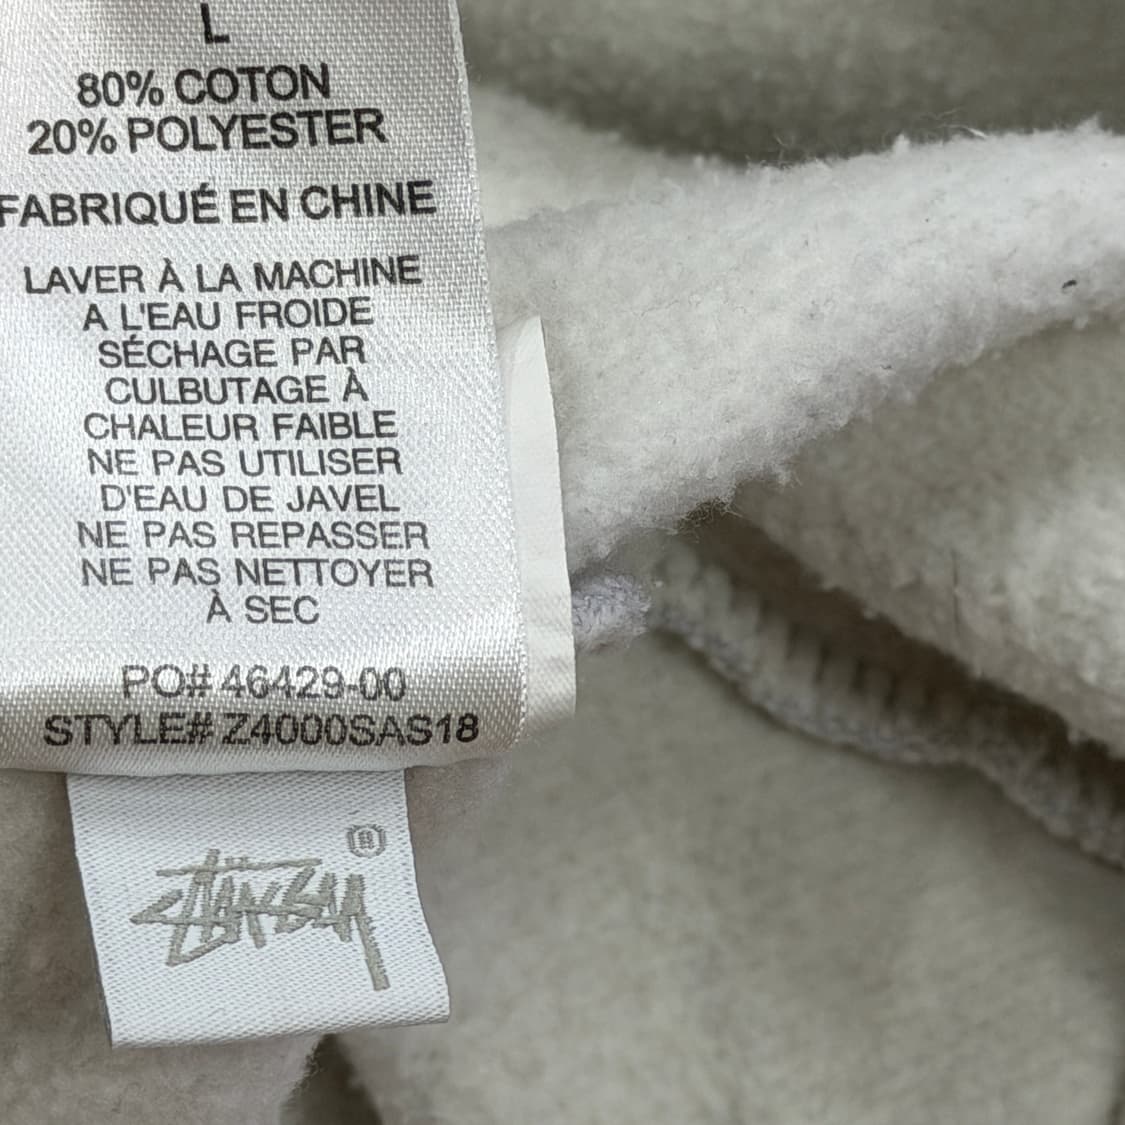 L
80% COTON
20% POLYESTER
FABRIQUÉ EN CHINE
LAVER À LA MACHINE
A L'EAU FROIDE
SÉCHAGE PAR
CULBUTAGE À
CHALEUR FAIBLE
NE PAS UTILISER
D'EAU DE JAVEL
NE PAS REPASSER
NE PAS NETTOYER
À SEC
PO# 46429-00
STYLE# Z4000SAS18
®
Stüssy